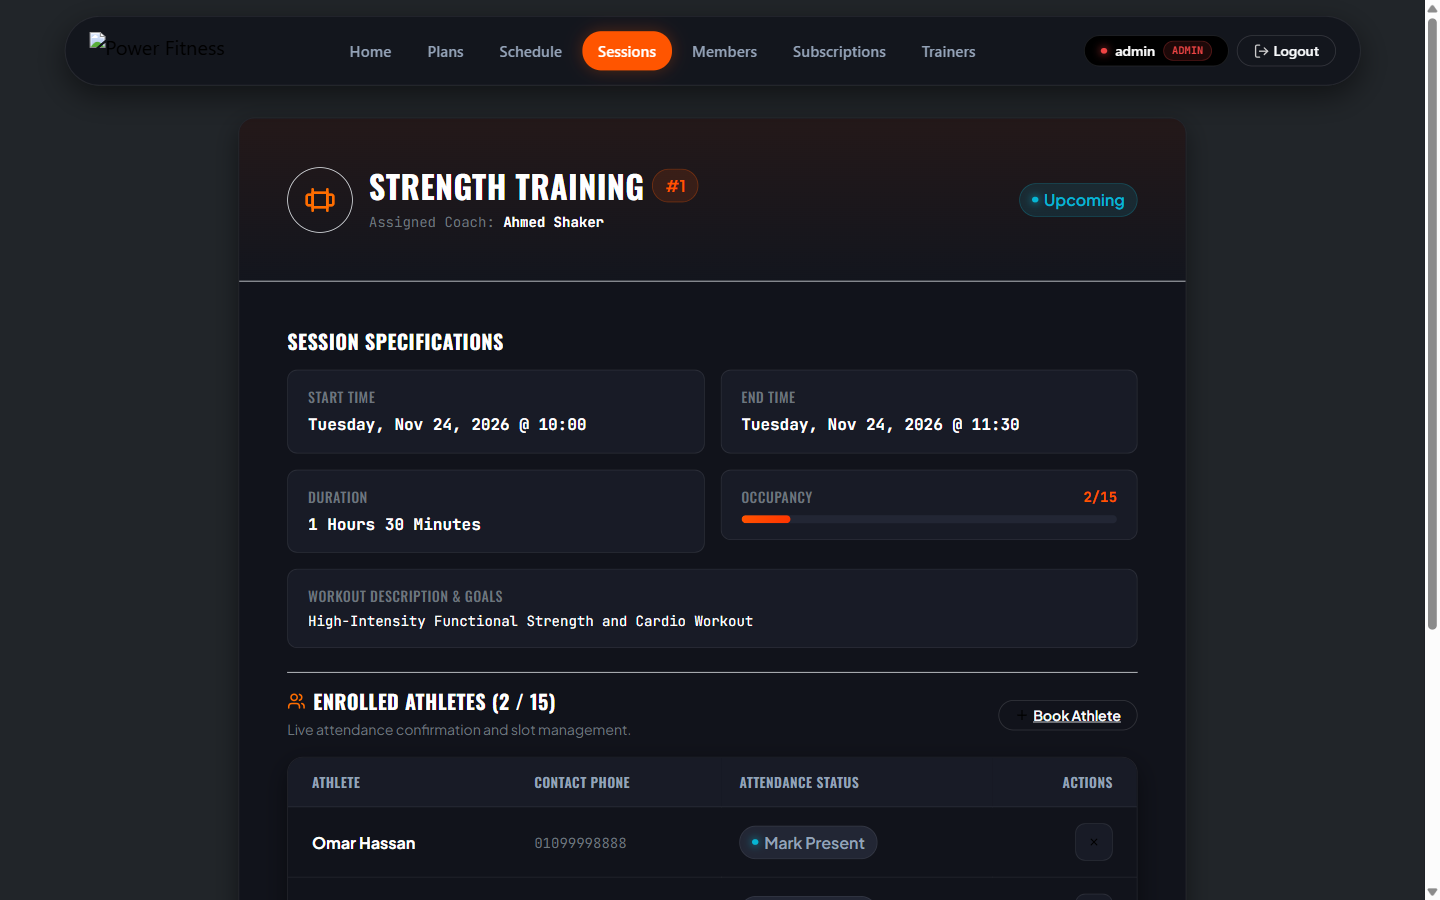 Power Fitness
Home Plans Schedule Sessions Members Subscriptions Trainers
admin ADMIN Logout
STRENGTH TRAINING #1
Assigned Coach: Ahmed Shaker
Upcoming
SESSION SPECIFICATIONS
START TIME
Tuesday, Nov 24, 2026 @ 10:00
END TIME
Tuesday, Nov 24, 2026 @ 11:30
DURATION
1 Hours 30 Minutes
OCCUPANCY 2/15
WORKOUT DESCRIPTION & GOALS
High-Intensity Functional Strength and Cardio Workout
ENROLLED ATHLETES (2 / 15)
Live attendance confirmation and slot management.
Book Athlete
ATHLETE CONTACT PHONE ATTENDANCE STATUS ACTIONS
Omar Hassan 01099998888 Mark Present